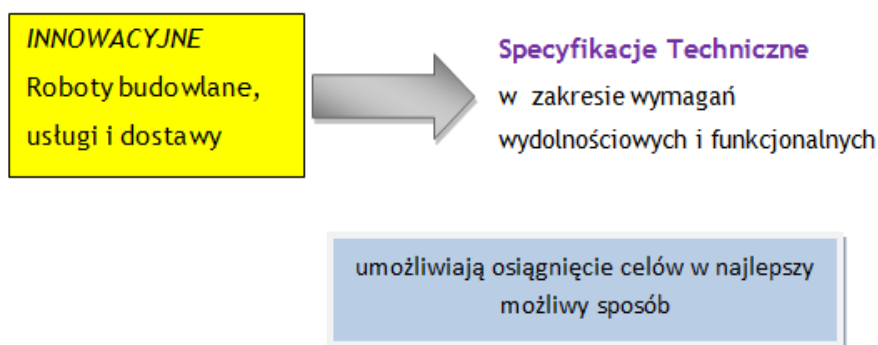 INNOWACYJNE
Roboty budowlane,
usługi i dostawy
Specyfikacje Techniczne
w zakresie wymagań
wydolnościowych i funkcjonalnych
umożliwiają osiągnięcie celów w najlepszy
możliwy sposób